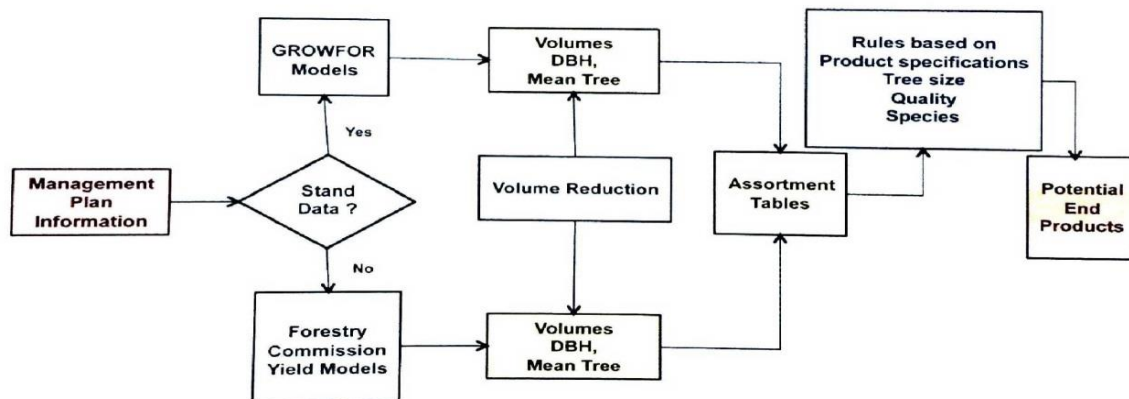 GROWFOR
Models
Volumes
DBH,
Mean Tree
Rules based on
Product specifications
Tree size
Quality
Species
Yes
Management
Plan
Information
Stand
Data ?
Volume Reduction
Assortment
Tables
Potential
End
Products
No
Forestry
Commission
Yield Models
Volumes
DBH,
Mean Tree